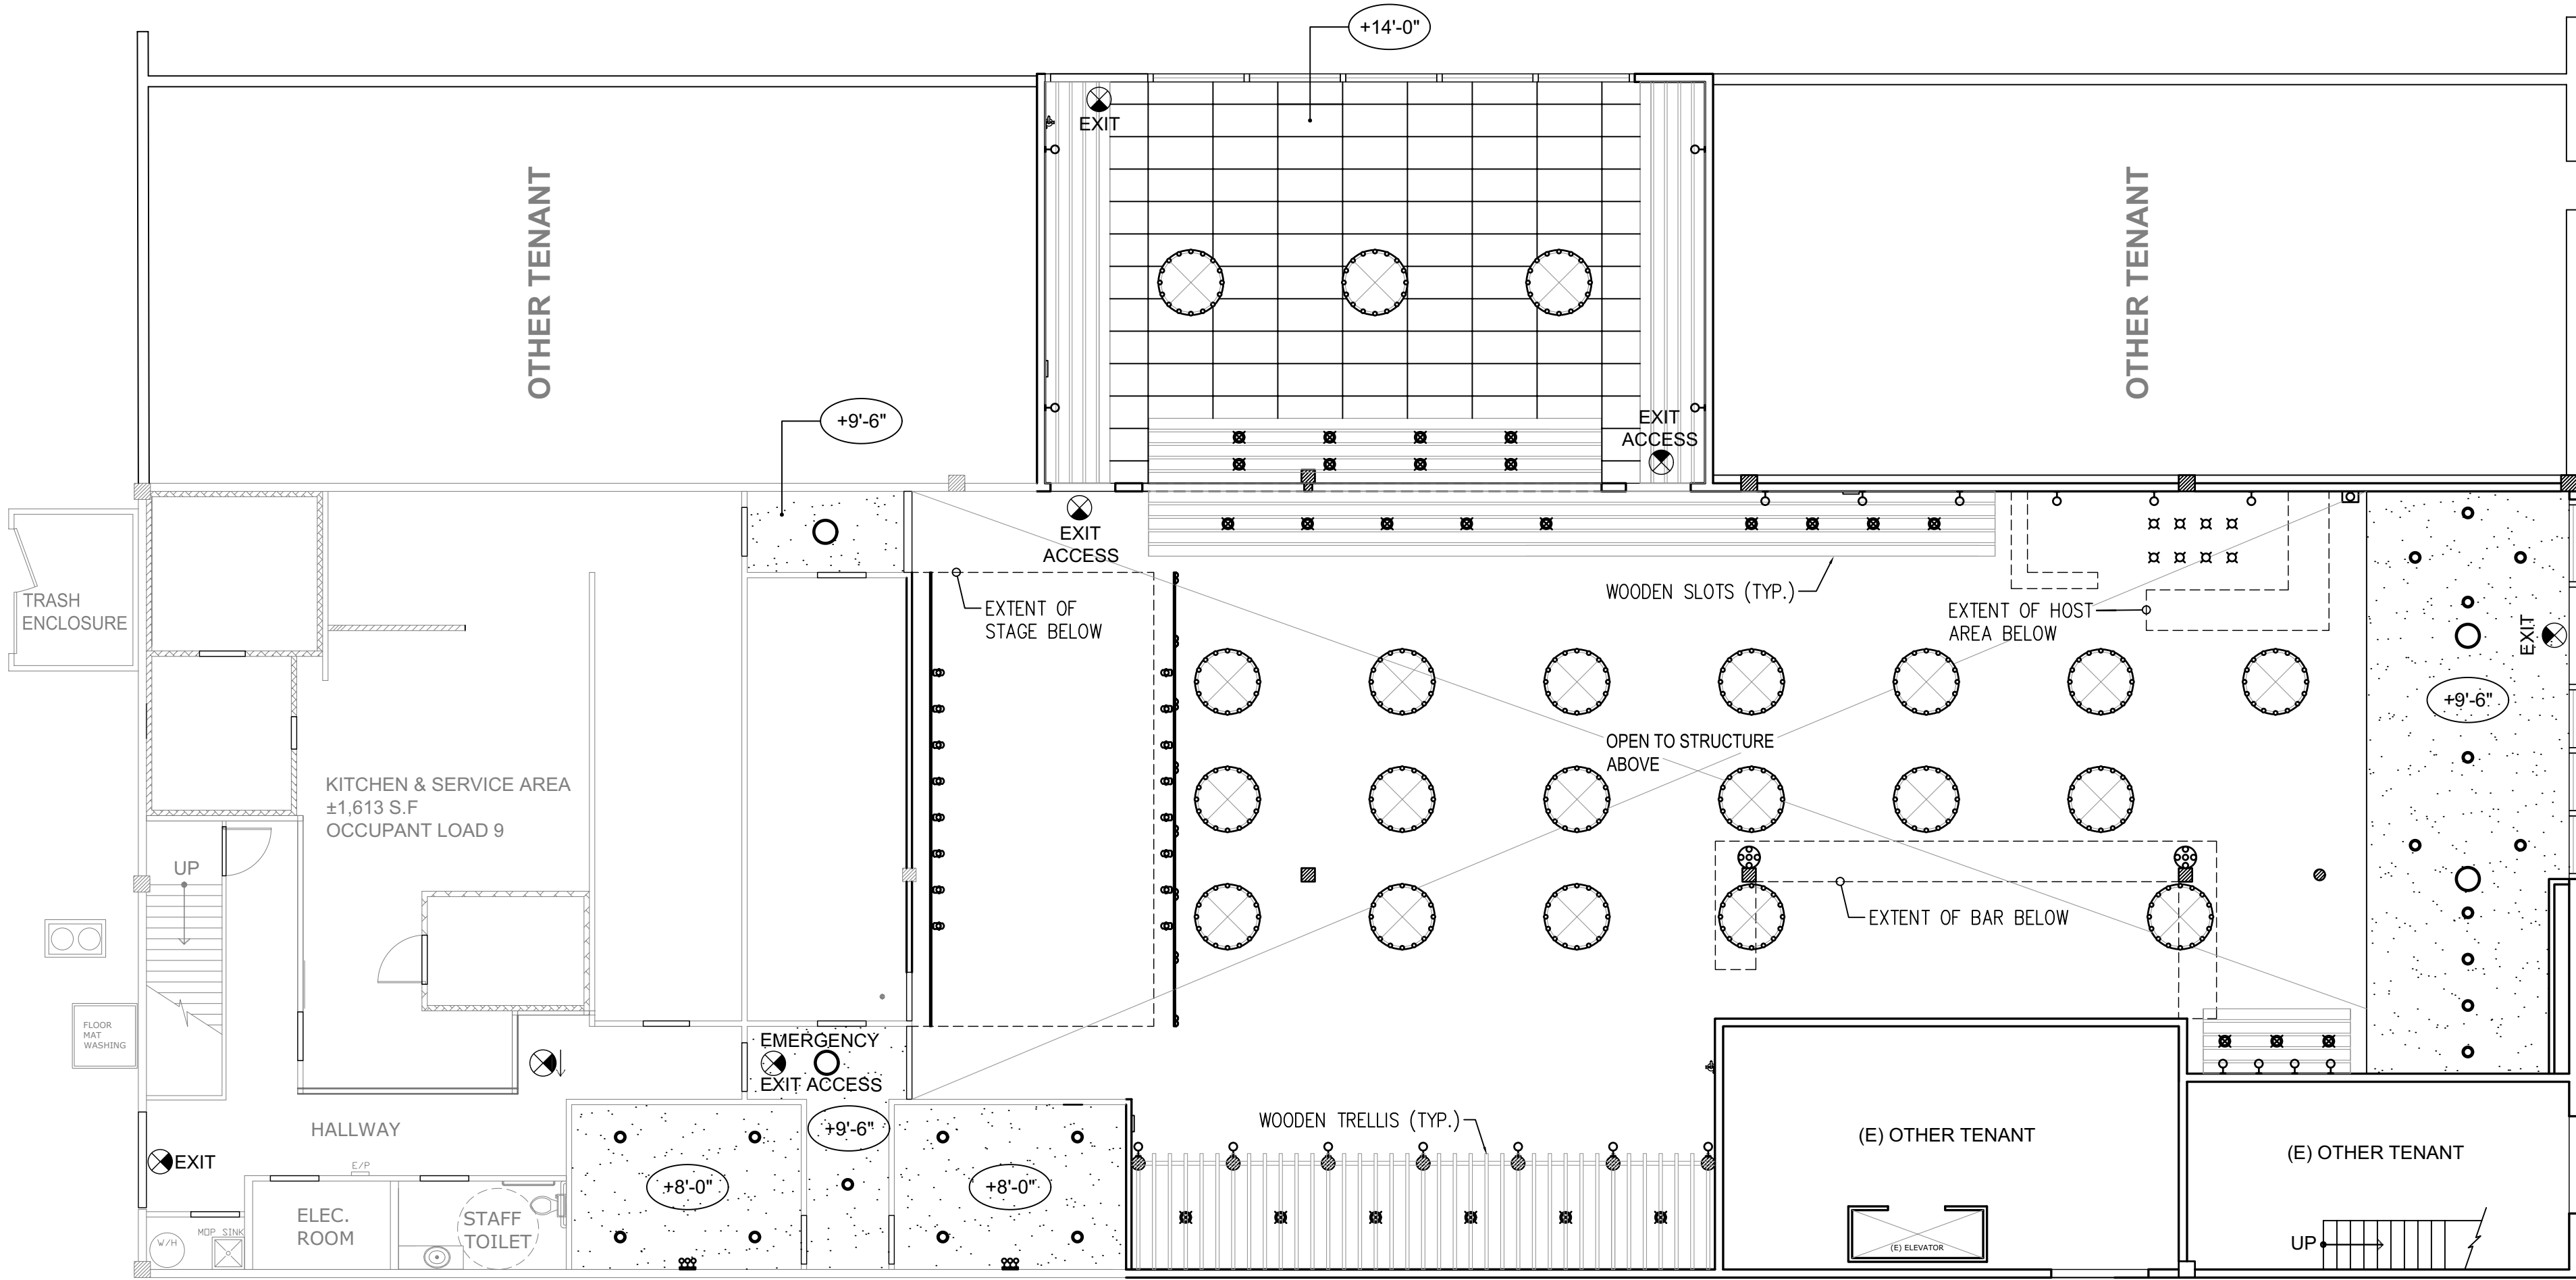 +14'-0"
EXIT
OTHER TENANT
OTHER TENANT
+9'-6"
EXIT
ACCESS
EXIT
ACCESS
WOODEN SLOTS (TYP.)
TRASH
ENCLOSURE
EXTENT OF
STAGE BELOW
EXTENT OF HOST
AREA BELOW
EXIT
+9'-6"
OPEN TO STRUCTURE
ABOVE
KITCHEN & SERVICE AREA
±1,613 S.F
OCCUPANT LOAD 9
UP
EXTENT OF BAR BELOW
FLOOR
MAT
WASHING
EMERGENCY
EXIT ACCESS
HALLWAY
+9'-6"
WOODEN TRELLIS (TYP.)
(E) OTHER TENANT
(E) OTHER TENANT
EXIT
E/P
+8'-0"
+8'-0"
ELEC.
ROOM
STAFF
TOILET
MOP SINK
W/H
(E) ELEVATOR
UP